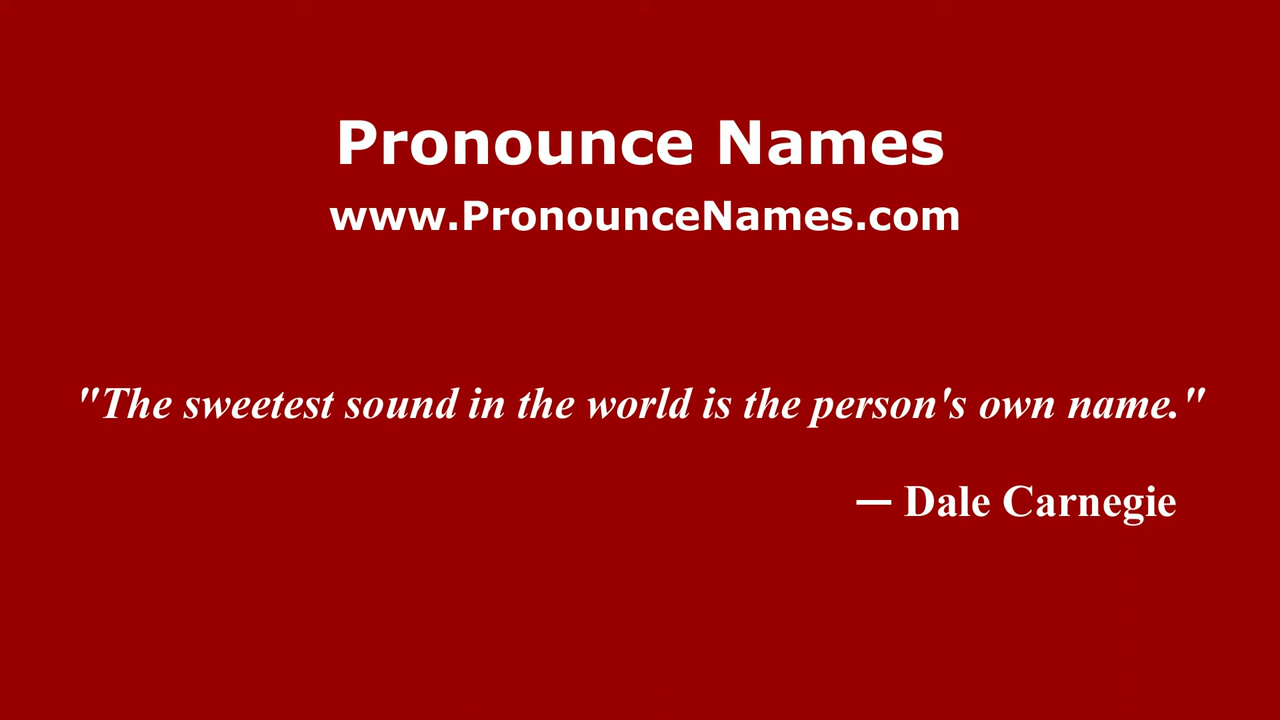 Pronounce Names
www.PronounceNames.com
"The sweetest sound in the world is the person's own name."
— Dale Carnegie